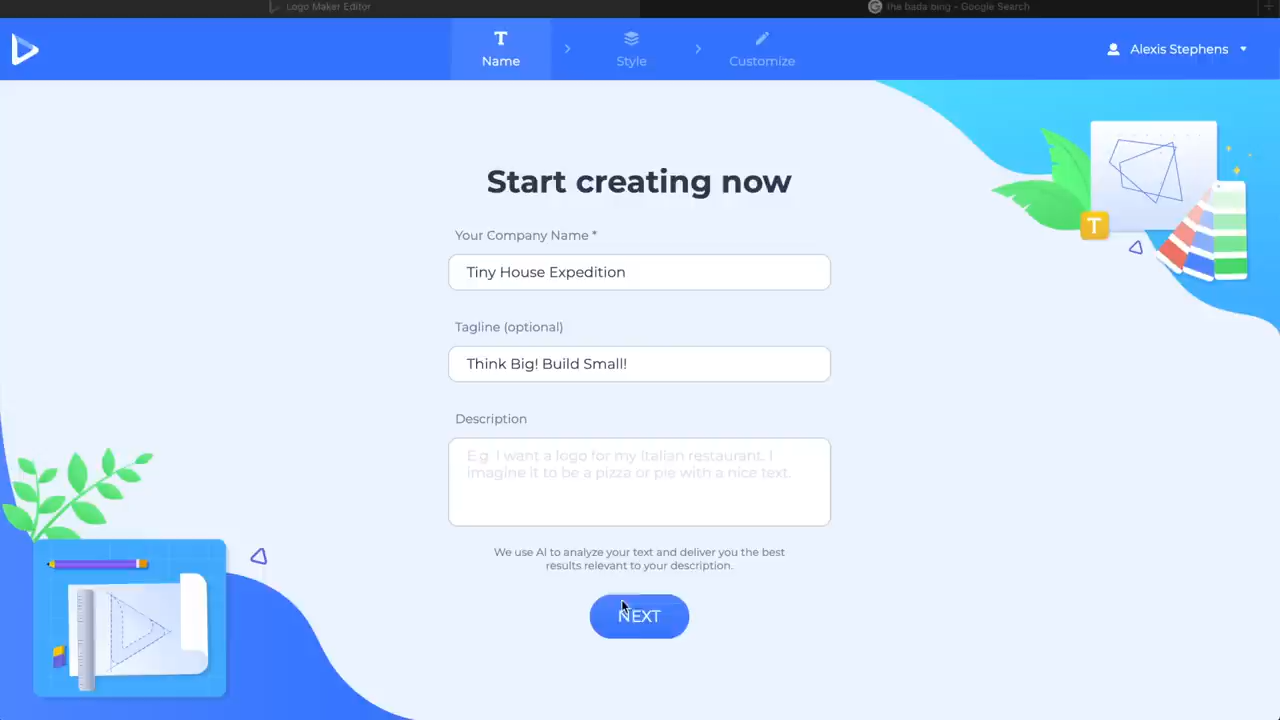 Logo Maker Editor
the bada bing - Google Search
Name
Style
Customize
Alexis Stephens
Start creating now
Your Company Name *
Tiny House Expedition
Tagline (optional)
Think Big! Build Small!
Description
E.g. I want a logo for my Italian restaurant. I
imagine it to be a pizza or pie with a nice text.
We use AI to analyze your text and deliver you the best
results relevant to your description.
NEXT
T
T